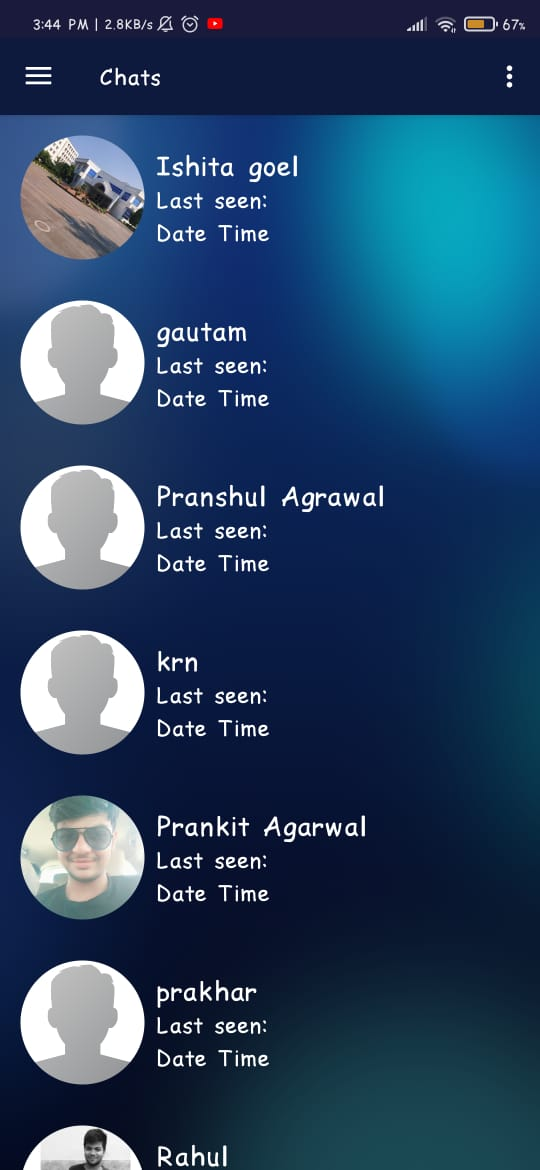 3:44 PM | 2.8KB/s 67%
Chats
Ishita goel
Last seen:
Date Time
gautam
Last seen:
Date Time
Pranshul Agrawal
Last seen:
Date Time
krn
Last seen:
Date Time
Prankit Agarwal
Last seen:
Date Time
prakhar
Last seen:
Date Time
Rahul